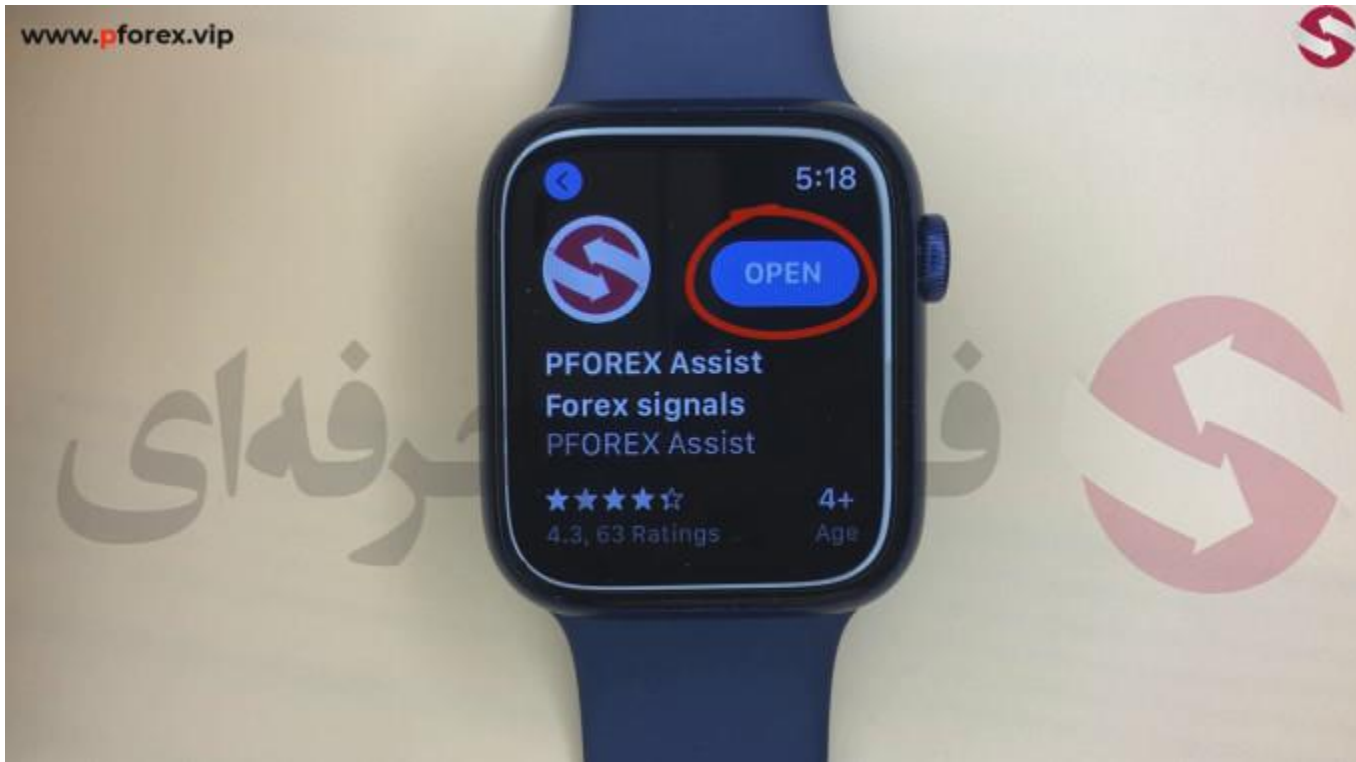 www.pforex.vip
5:18
OPEN
PFOREX Assist
Forex signals
PFOREX Assist
4+
4.3, 63 Ratings
Age